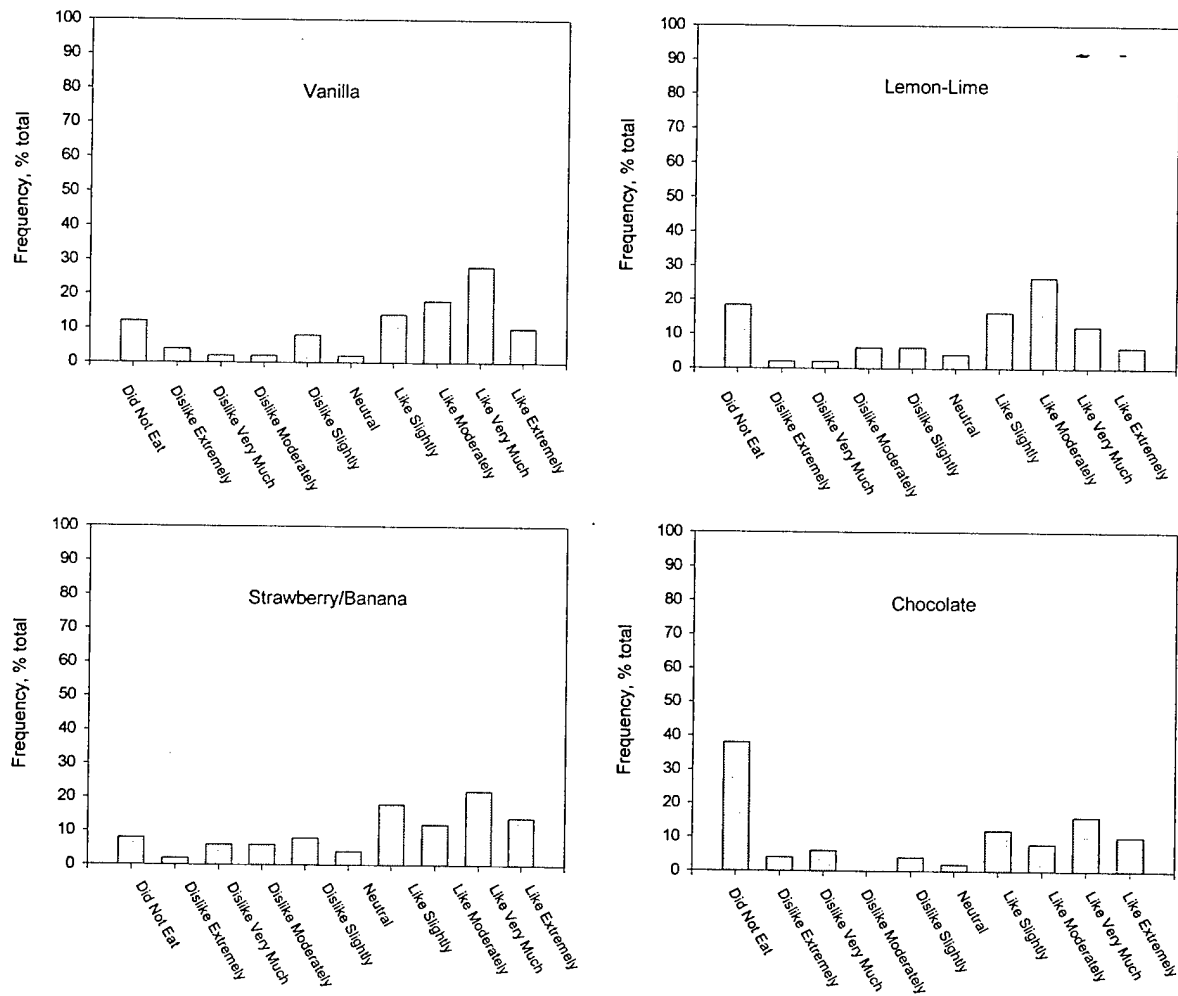 100
90
80
70
60
50
40
30
20
10
0
Frequency, % total
Vanilla
Did Not Eat
Dislike Extremely
Dislike Very Much
Dislike Moderately
Dislike Slightly
Neutral
Like Slightly
Like Moderately
Like Very Much
Like Extremely
100
90
80
70
60
50
40
30
20
10
0
Frequency, % total
Lemon-Lime
Did Not Eat
Dislike Extremely
Dislike Very Much
Dislike Moderately
Dislike Slightly
Neutral
Like Slightly
Like Moderately
Like Very Much
Like Extremely
100
90
80
70
60
50
40
30
20
10
0
Frequency, % total
Strawberry/Banana
Did Not Eat
Dislike Extremely
Dislike Very Much
Dislike Moderately
Dislike Slightly
Neutral
Like Slightly
Like Moderately
Like Very Much
Like Extremely
100
90
80
70
60
50
40
30
20
10
0
Frequency, % total
Chocolate
Did Not Eat
Dislike Extremely
Dislike Very Much
Dislike Moderately
Dislike Slightly
Neutral
Like Slightly
Like Moderately
Like Very Much
Like Extremely